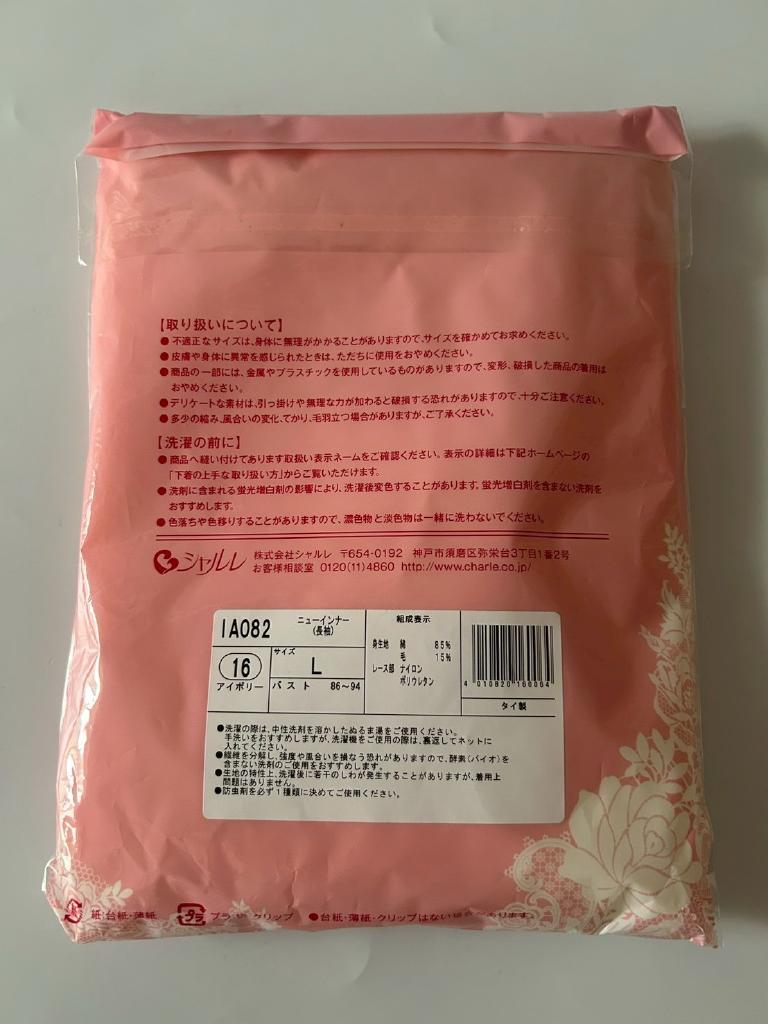 【取り扱いについて】
●不適正なサイズは、身体に無理がかかることがありますので、サイズを確かめてお求めください。
●皮膚や身体に異常を感じられたときは、ただちに使用をおやめください。
●商品の一部には、金属やプラスチックを使用しているものがありますので、変形、破損した商品の着用は
おやめください。
●デリケートな素材は、引っ掛けや無理な力が加わると破損する恐れがありますので、十分ご注意ください。
●多少の縮み、風合いの変化、てかり、毛羽立つ場合がありますが、ご了承ください。
【洗濯の前に】
●商品へ縫い付けてあります取扱い表示ネームをご確認ください。表示の詳細は下記ホームページの
「下着の上手な取り扱い方」からご覧いただけます。
●洗剤に含まれる蛍光増白剤の影響により、洗濯後変色することがあります。蛍光増白剤を含まない洗剤を
おすすめします。
●色落ちや色移りすることがありますので、濃色物と淡色物は一緒に洗わないでください。
シャルレ 株式会社シャルレ 〒654-0192 神戸市須磨区弥栄台3丁目1番2号
お客様相談室 0120(11)4860 http://www.charle.co.jp/
IA082 ニューインナー
(長袖)
16
アイボリー
サイズ
L
バスト 86～94
組成表示
身生地 綿 85%
毛 15%
レース部 ナイロン
ポリウレタン
4 010820 160064
タイ製
●洗濯の際は、中性洗剤を溶かしたぬるま湯をご使用ください。
手洗いをおすすめしますが、洗濯機をご使用の際は、裏返してネットに
入れてください。
●繊維を分解し、強度や風合いを損なう恐れがありますので、酵素(バイオ)を
含まない洗剤のご使用をおすすめします。
●生地の特性上、洗濯後に若干のしわが発生することがありますが、着用上
問題はありません。
●防虫剤を必ず1種類に決めてご使用ください。
紙:台紙・薄紙 プラ クリップ ●台紙・薄紙・クリップはない場合があります。